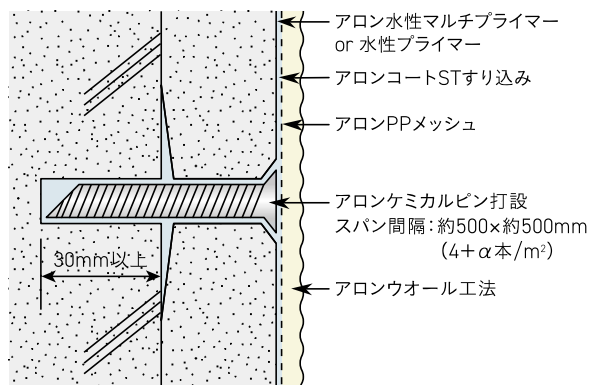 アロン水性マルチプライマー
or 水性プライマー
アロンコートSTすり込み
アロンPPメッシュ
アロンケミカルピン打設
スパン間隔：約500×約500mm
（4＋α本/m²）
30mm以上
アロンウオール工法